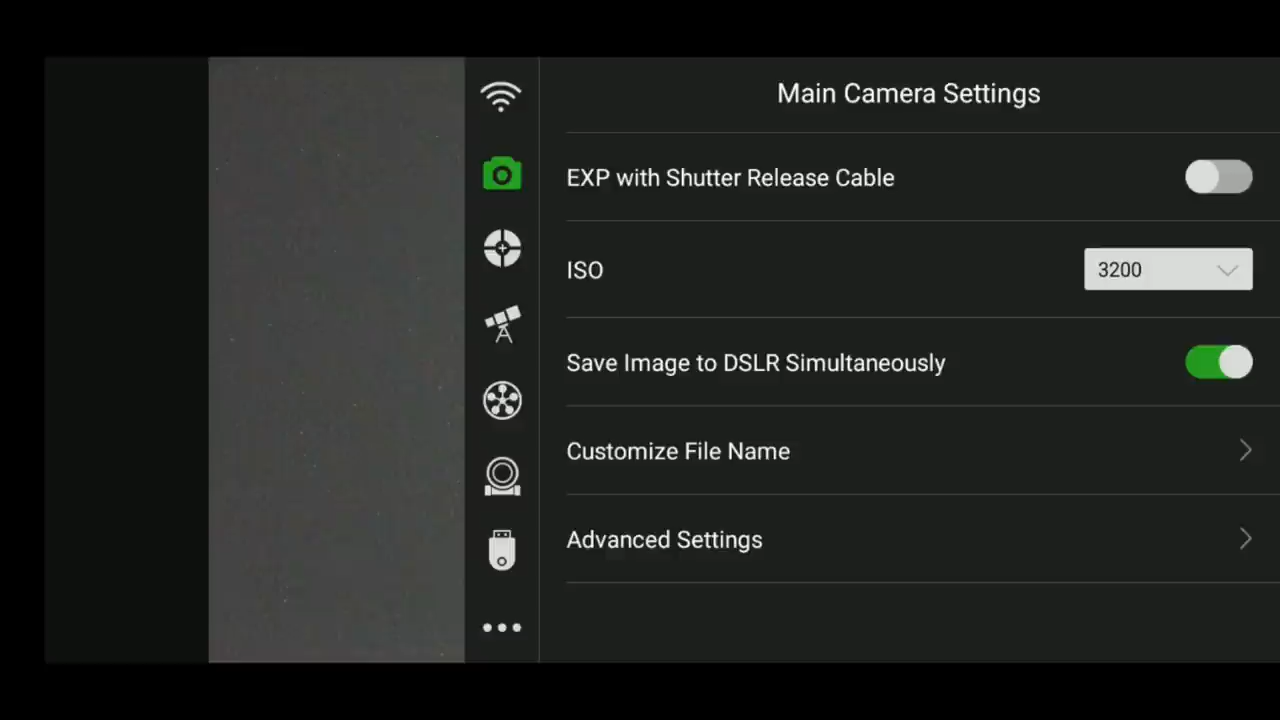 Main Camera Settings
EXP with Shutter Release Cable
ISO
3200
Save Image to DSLR Simultaneously
Customize File Name
Advanced Settings